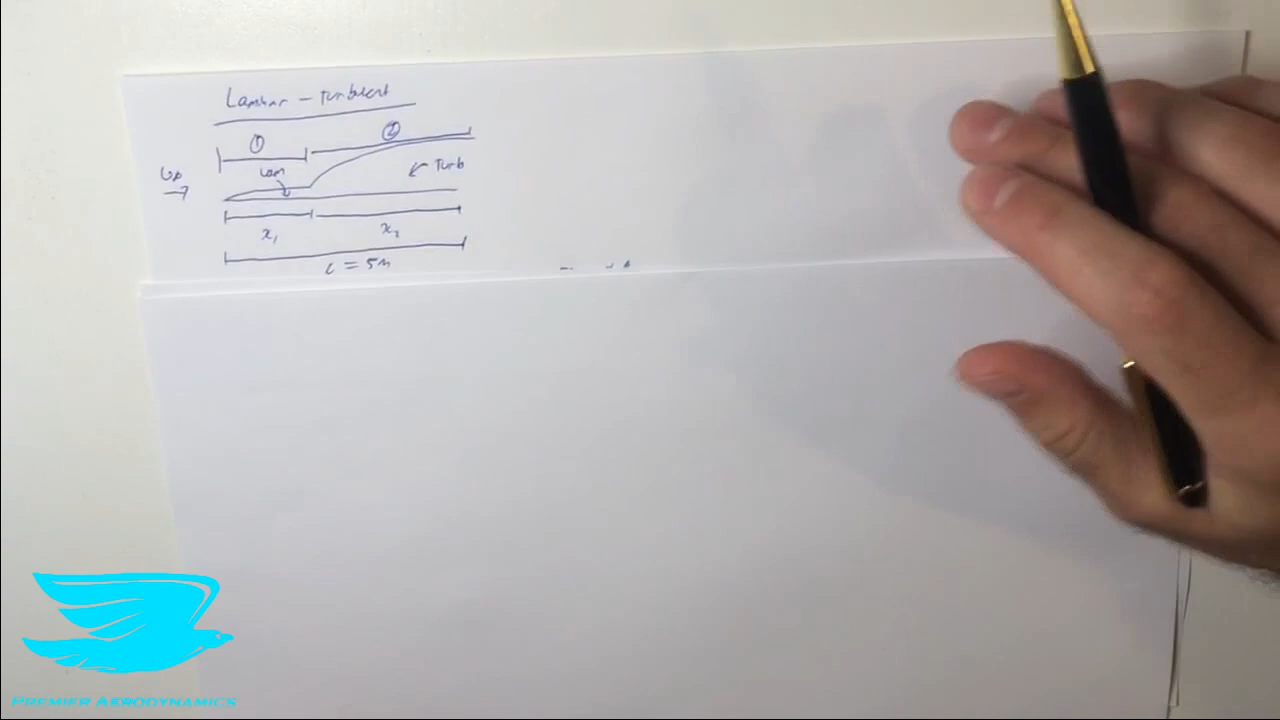 Laminar - Turbulent
① ②
U∞ Lam Turb
x₁ x₂
L = 5m
PREMIER AERODYNAMICS